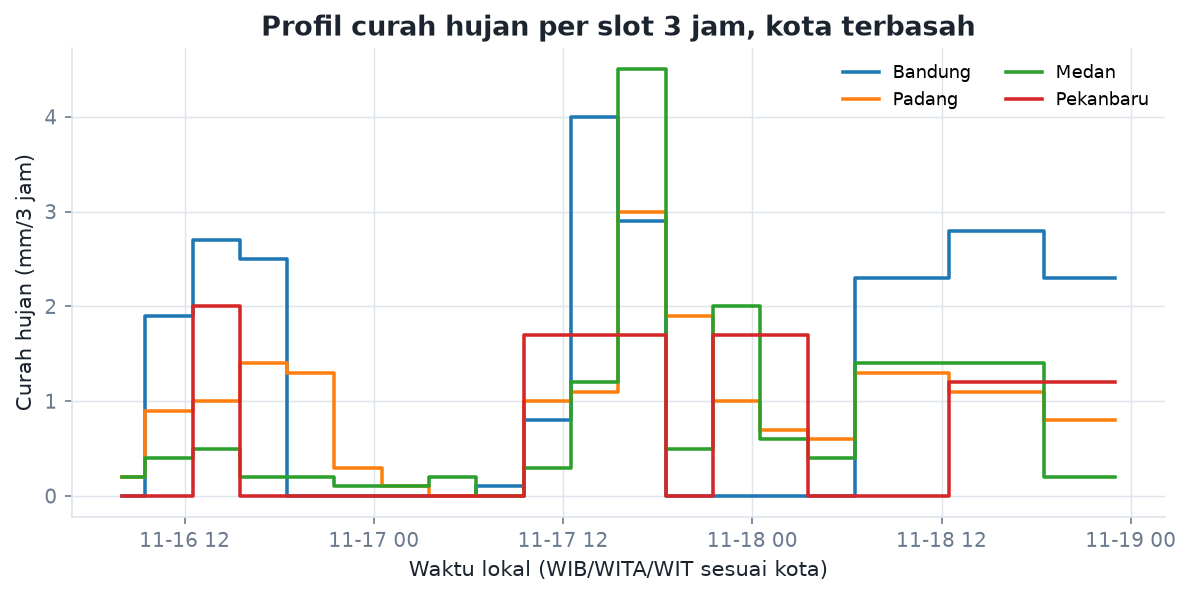 Profil curah hujan per slot 3 jam, kota terbasah
Bandung
Padang
Medan
Pekanbaru
Curah hujan (mm/3 jam)
4
3
2
1
0
11-16 12
11-17 00
11-17 12
11-18 00
11-18 12
11-19 00
Waktu lokal (WIB/WITA/WIT sesuai kota)